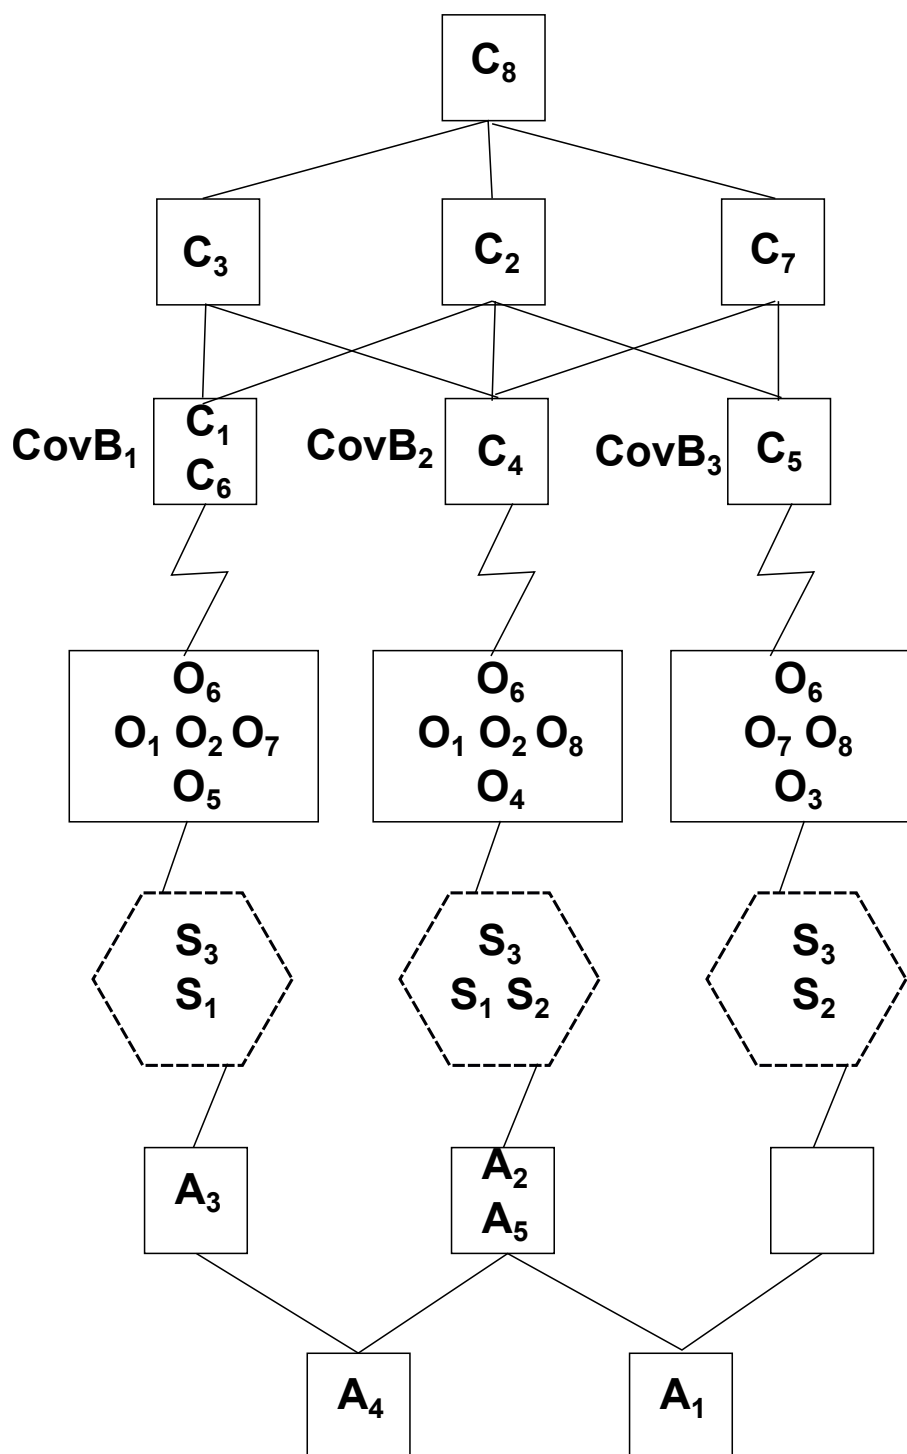 C₈
C₃ C₂ C₇
CovB₁ C₁ CovB₂ C₄ CovB₃ C₅
C₆
O₆ O₆ O₆
O₁ O₂ O₇ O₁ O₂ O₈ O₇ O₈
O₅ O₄ O₃
S₃ S₃ S₃
S₁ S₁ S₂ S₂
A₃ A₂
A₅
A₄ A₁